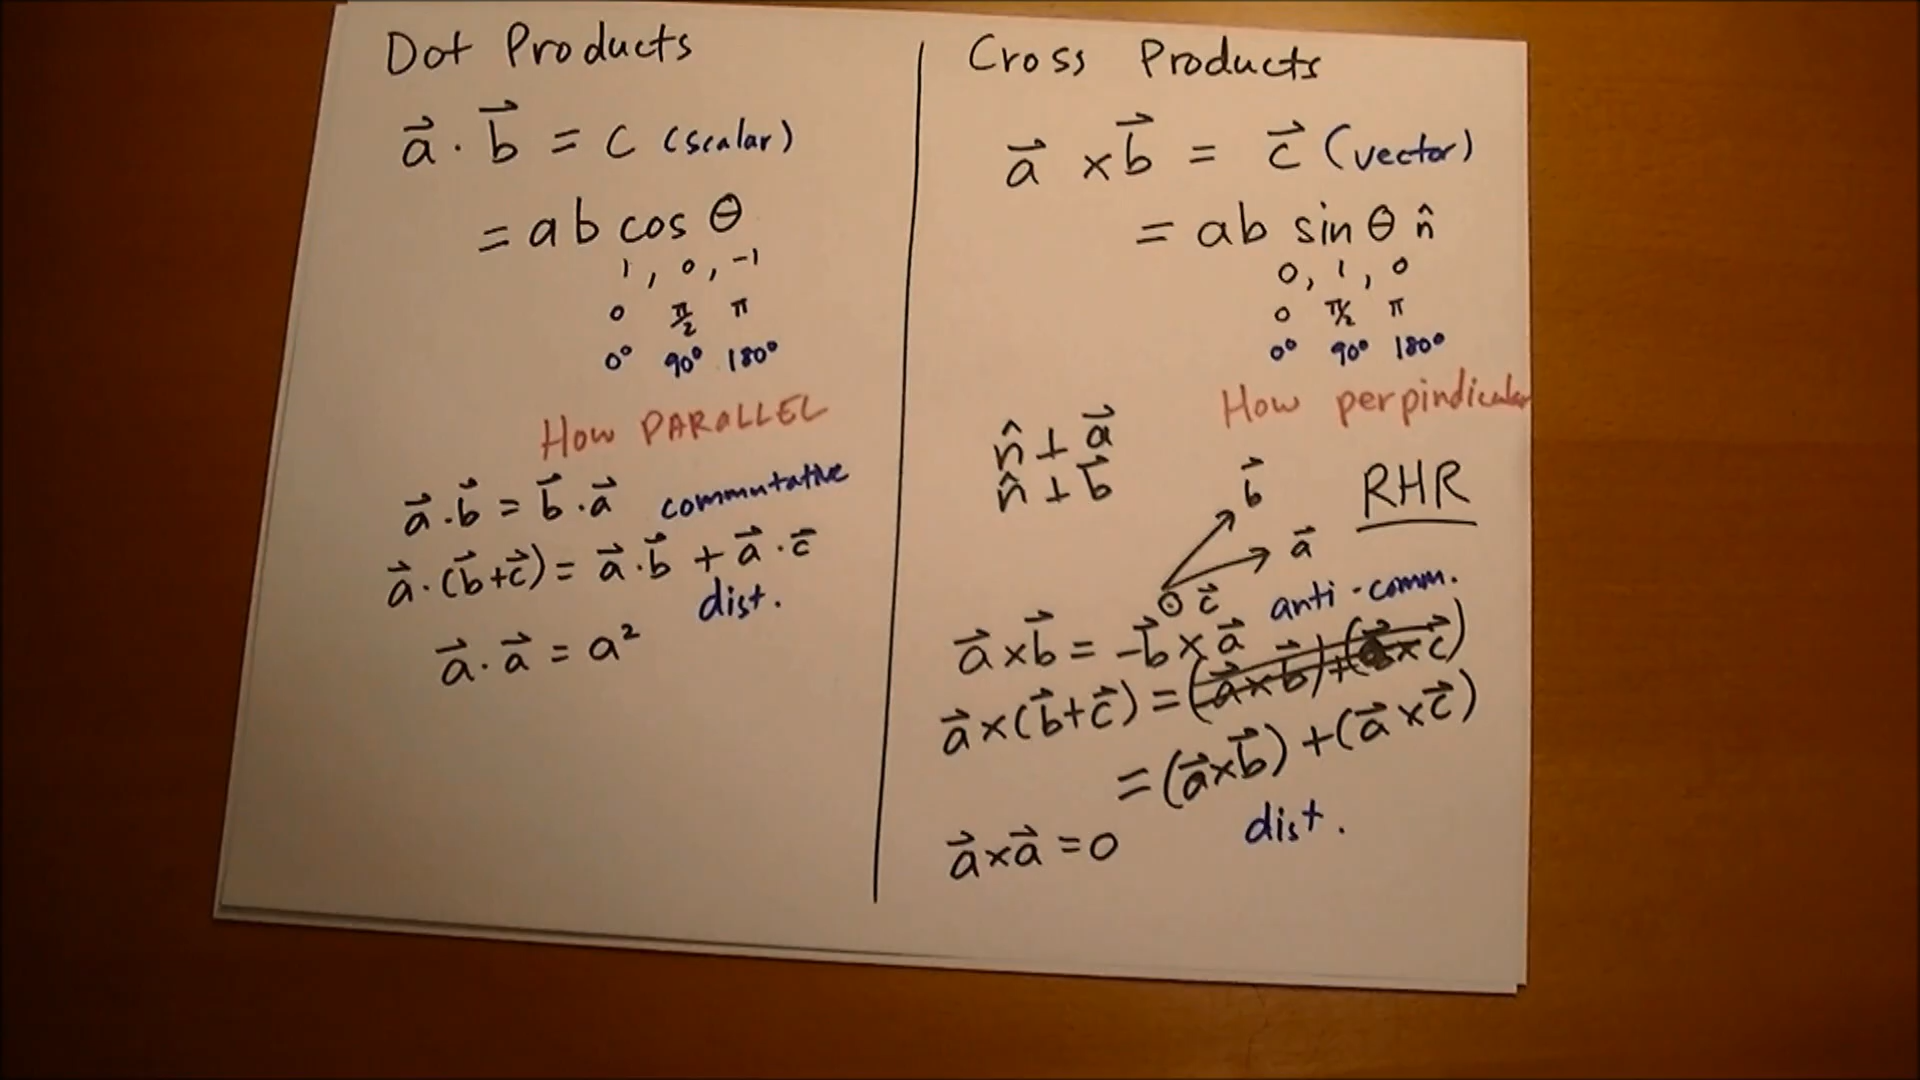 Dot Products
a⃗ · b⃗ = c (scalar)
= ab cos θ
1, 0, -1
0 π/2 π
0° 90° 180°
How PARALLEL
a⃗ · b⃗ = b⃗ · a⃗ commutative
a⃗ · (b⃗ + c⃗) = a⃗ · b⃗ + a⃗ · c⃗
dist.
a⃗ · a⃗ = a²
Cross Products
a⃗ × b⃗ = c⃗ (vector)
= ab sin θ n̂
0, 1, 0
0 π/2 π
0° 90° 180°
How perpindicular
n̂ ⊥ a⃗
n̂ ⊥ b⃗
RHR
b⃗
a⃗
c⃗
anti-comm.
a⃗ × b⃗ = -b⃗ × a⃗
a⃗ × (b⃗ + c⃗) = (a⃗ × b⃗) + ( × c⃗)
= (a⃗ × b⃗) + (a⃗ × c⃗)
dist.
a⃗ × a⃗ = 0